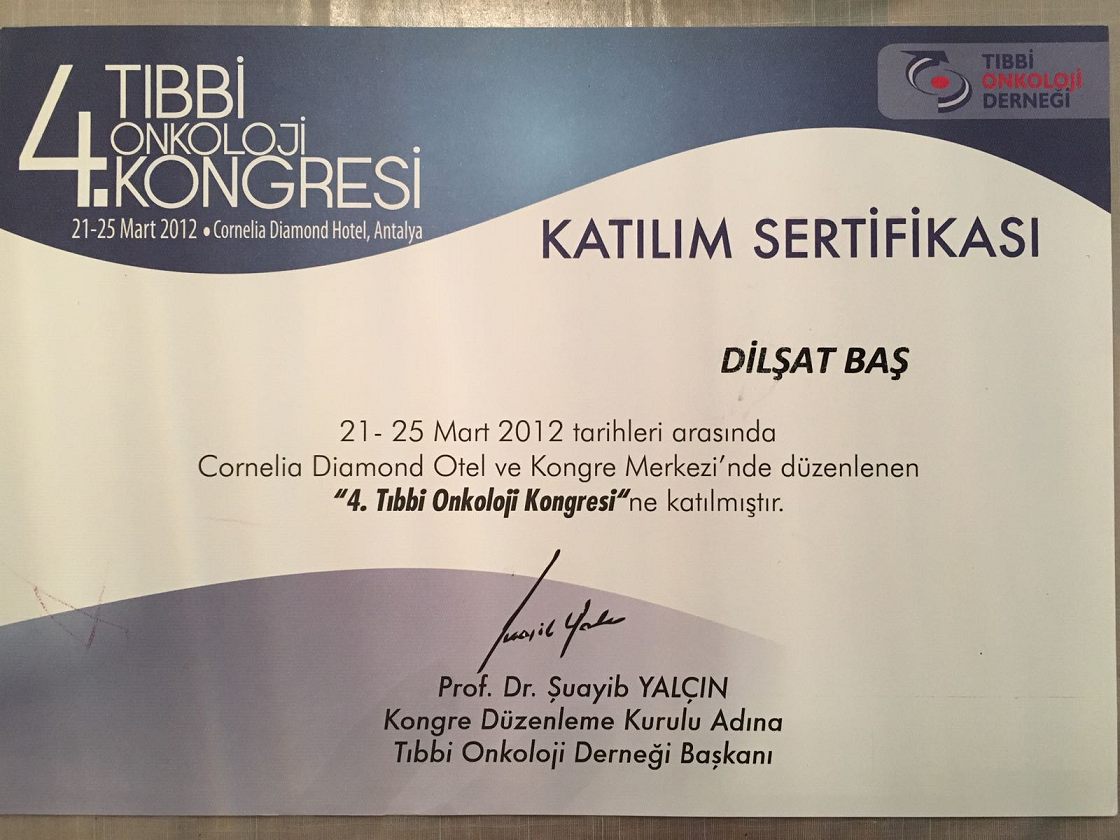 4. TIBBİ
ONKOLOJİ
KONGRESİ
21-25 Mart 2012 • Cornelia Diamond Hotel, Antalya
TIBBİ
ONKOLOJİ
DERNEĞİ
KATILIM SERTİFİKASI
DİLŞAT BAŞ
21- 25 Mart 2012 tarihleri arasında
Cornelia Diamond Otel ve Kongre Merkezi'nde düzenlenen
“4. Tıbbi Onkoloji Kongresi“ne katılmıştır.
Prof. Dr. Şuayib YALÇIN
Kongre Düzenleme Kurulu Adına
Tıbbi Onkoloji Derneği Başkanı